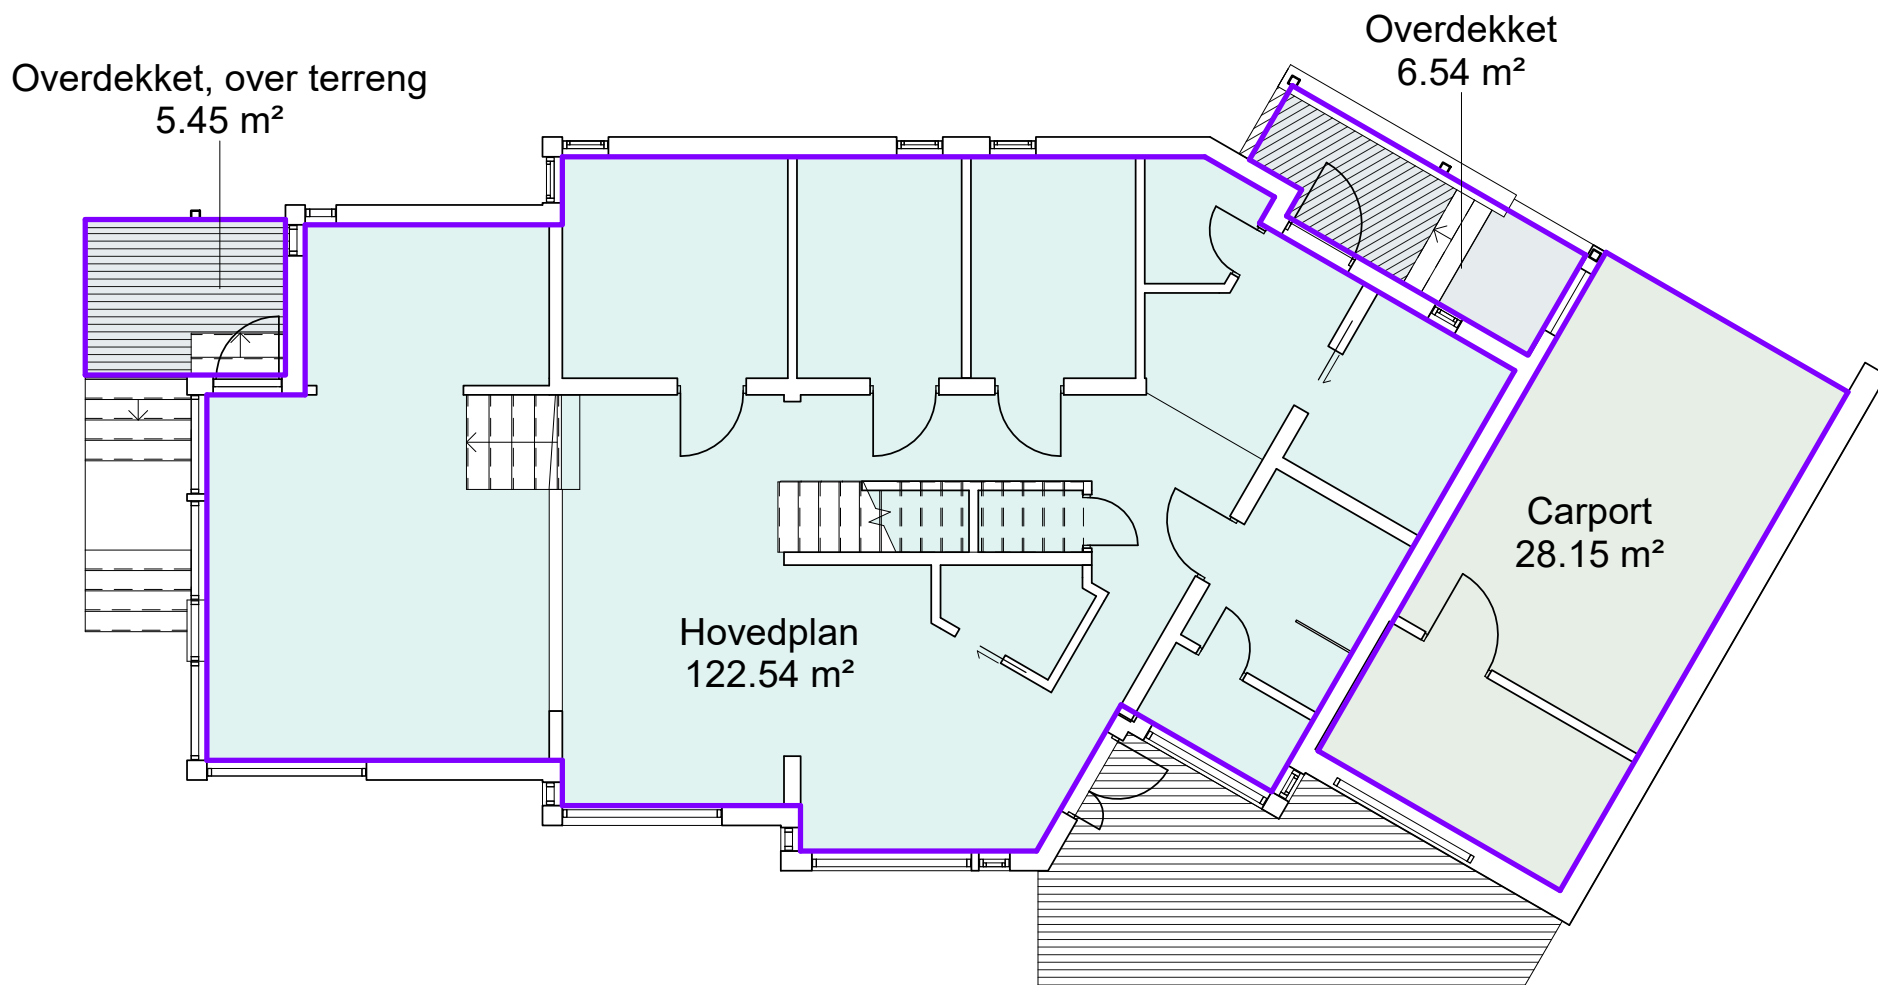 Overdekket
6.54 m²
Overdekket, over terreng
5.45 m²
Carport
28.15 m²
Hovedplan
122.54 m²